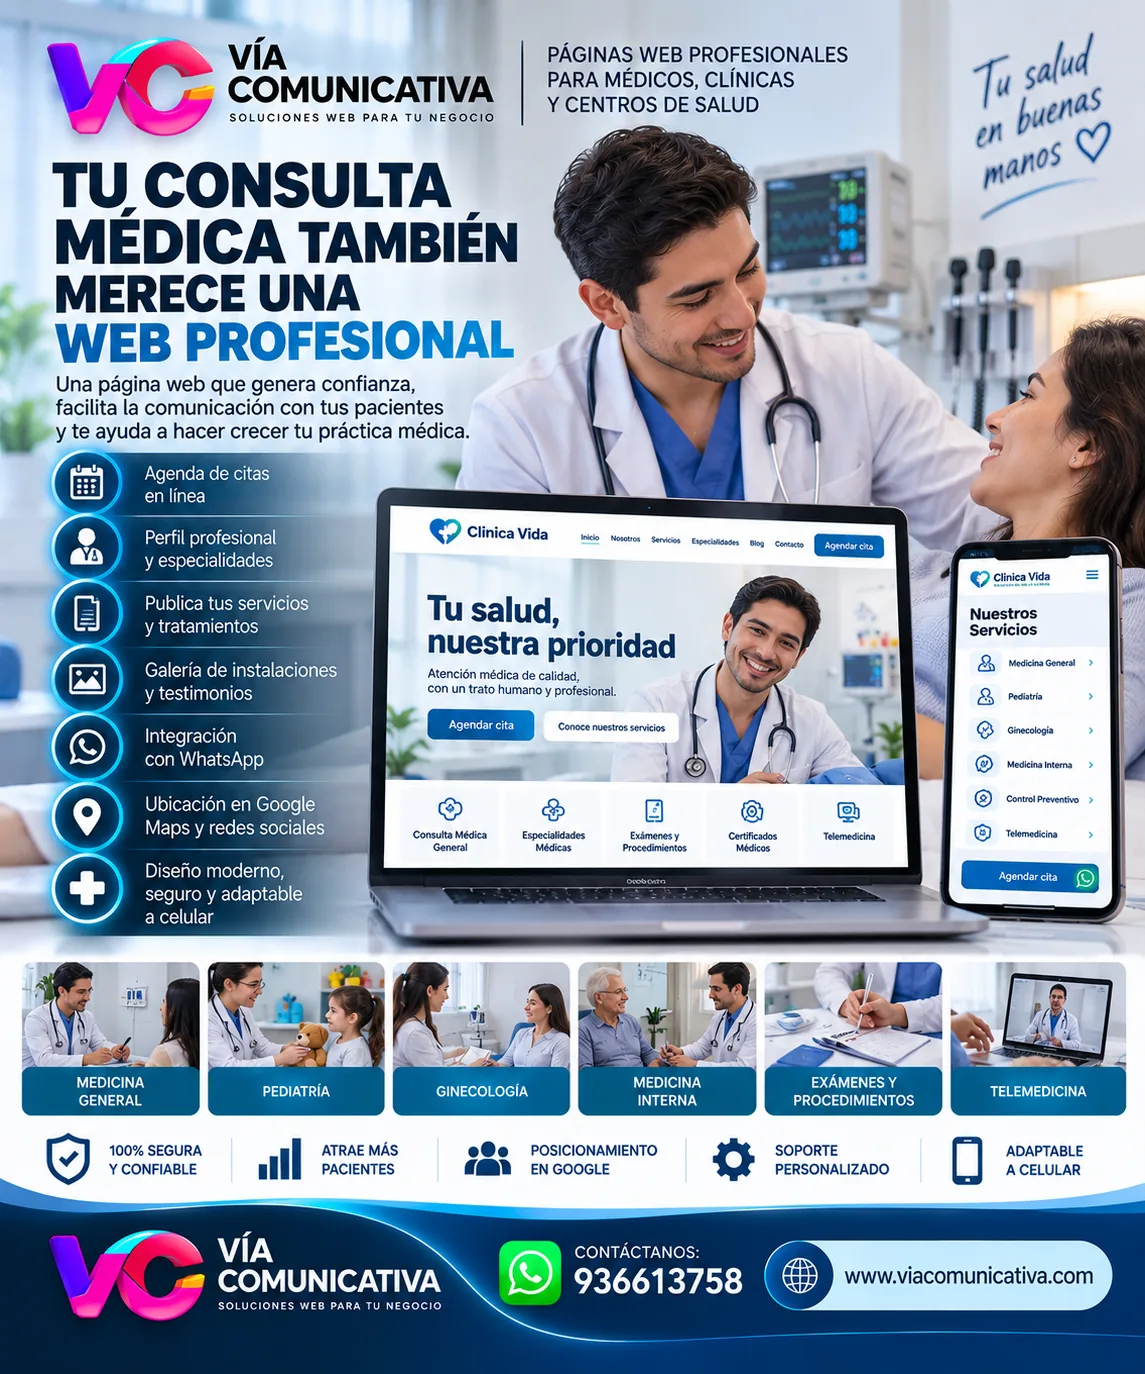 VÍA
COMUNICATIVA
SOLUCIONES WEB PARA TU NEGOCIO
PÁGINAS WEB PROFESIONALES
PARA MÉDICOS, CLÍNICAS
Y CENTROS DE SALUD
Tu salud
en buenas
manos
TU CONSULTA
MÉDICA TAMBIÉN
MERECE UNA
WEB PROFESIONAL
Una página web que genera confianza,
facilita la comunicación con tus pacientes
y te ayuda a hacer crecer tu práctica médica.
Agenda de citas
en línea
Perfil profesional
y especialidades
Publica tus servicios
y tratamientos
Galería de instalaciones
y testimonios
Integración
con WhatsApp
Ubicación en Google
Maps y redes sociales
Diseño moderno,
seguro y adaptable
a celular
Clinica Vida
Inicio Nosotros Servicios Especialidades Blog Contacto Agendar cita
Tu salud,
nuestra prioridad
Atención médica de calidad,
con un trato humano y profesional.
Agendar cita Conoce nuestros servicios
Consulta Médica
General
Especialidades
Médicas
Exámenes y
Procedimientos
Certificados
Médicos
Telemedicina
Clinica Vida
Nuestros
Servicios
Medicina General
Pediatría
Ginecología
Medicina Interna
Control Preventivo
Telemedicina
Agendar cita
MEDICINA
GENERAL
PEDIATRÍA
GINECOLOGÍA
MEDICINA
INTERNA
EXÁMENES Y
PROCEDIMIENTOS
TELEMEDICINA
100% SEGURA
Y CONFIABLE
ATRAE MÁS
PACIENTES
POSICIONAMIENTO
EN GOOGLE
SOPORTE
PERSONALIZADO
ADAPTABLE
A CELULAR
VÍA
COMUNICATIVA
SOLUCIONES WEB PARA TU NEGOCIO
CONTÁCTANOS:
936613758
www.viacomunicativa.com